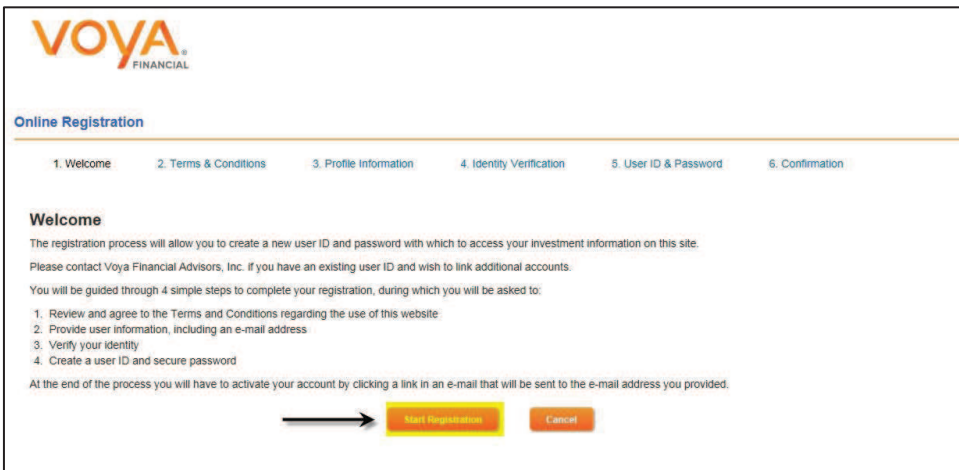 VOYA®
FINANCIAL
Online Registration
1. Welcome 2. Terms & Conditions 3. Profile Information 4. Identity Verification 5. User ID & Password 6. Confirmation
Welcome
The registration process will allow you to create a new user ID and password with which to access your investment information on this site.
Please contact Voya Financial Advisors, Inc. if you have an existing user ID and wish to link additional accounts.
You will be guided through 4 simple steps to complete your registration, during which you will be asked to:
1. Review and agree to the Terms and Conditions regarding the use of this website
2. Provide user information, including an e-mail address
3. Verify your identity
4. Create a user ID and secure password
At the end of the process you will have to activate your account by clicking a link in an e-mail that will be sent to the e-mail address you provided.
Start Registration Cancel